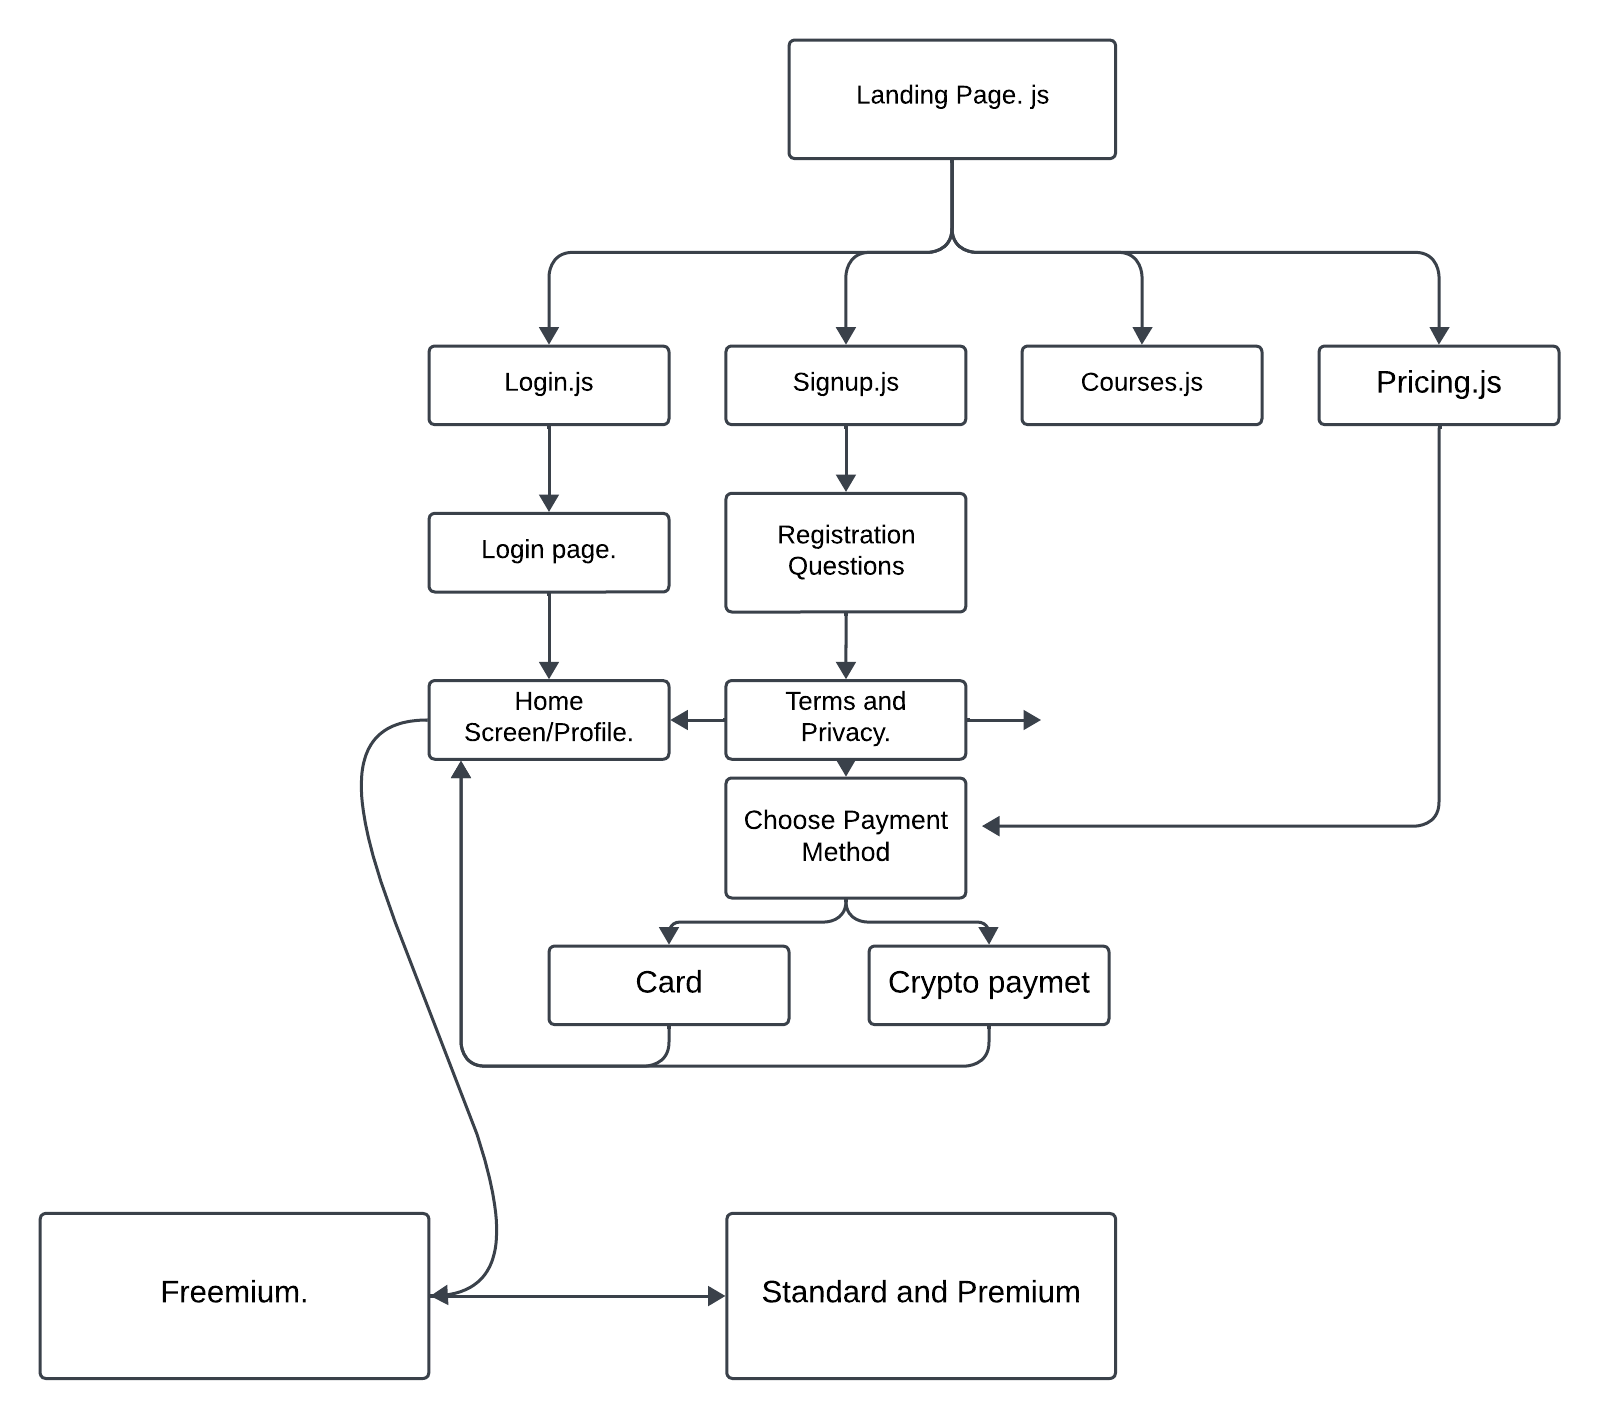 Landing Page. js
Login.js
Signup.js
Courses.js
Pricing.js
Login page.
Registration
Questions
Home
Screen/Profile.
Terms and
Privacy.
Choose Payment
Method
Card
Crypto paymet
Freemium.
Standard and Premium